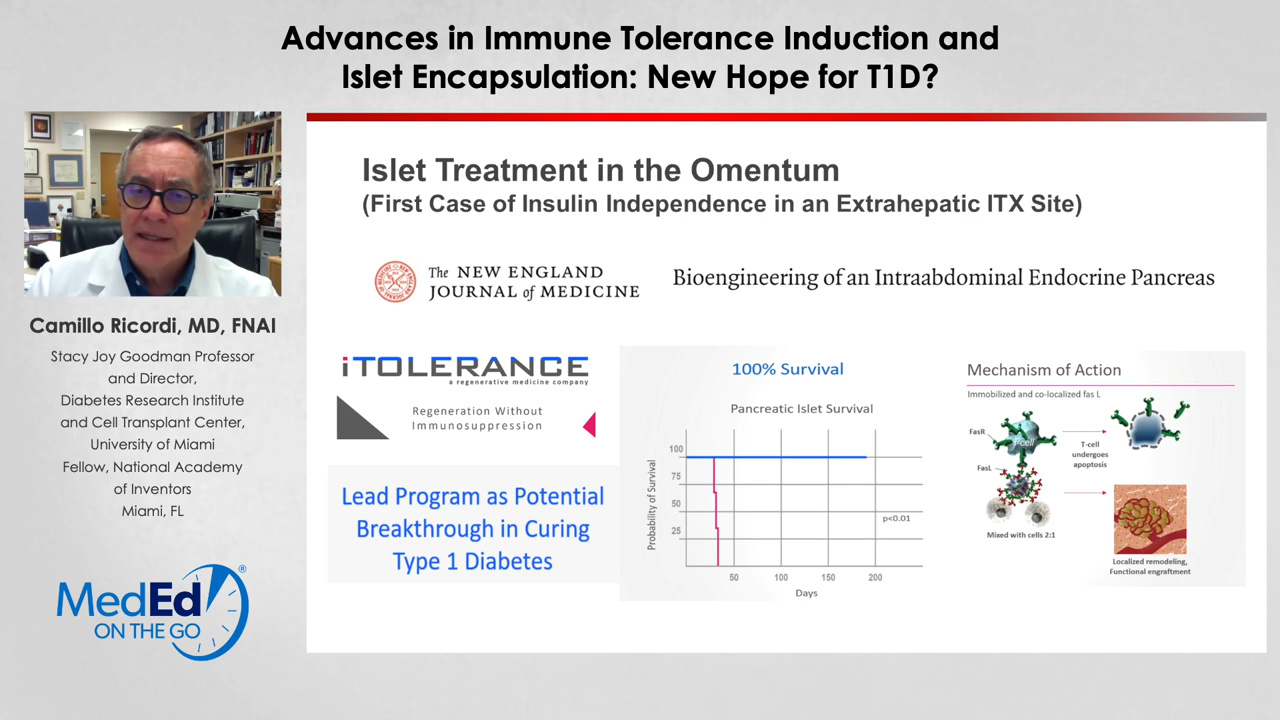 Advances in Immune Tolerance Induction and
Islet Encapsulation: New Hope for T1D?
Camillo Ricordi, MD, FNAI
Stacy Joy Goodman Professor
and Director,
Diabetes Research Institute
and Cell Transplant Center,
University of Miami
Fellow, National Academy
of Inventors
Miami, FL
MedEd®
ON THE GO
Islet Treatment in the Omentum
(First Case of Insulin Independence in an Extrahepatic ITX Site)
The NEW ENGLAND
JOURNAL of MEDICINE
Bioengineering of an Intraabdominal Endocrine Pancreas
iTOLERANCE
a regenerative medicine company
Regeneration Without
Immunosuppression
Lead Program as Potential
Breakthrough in Curing
Type 1 Diabetes
100% Survival
Pancreatic Islet Survival
Probability of Survival
100
75
50
25
p<0.01
50 100 150 200
Days
Mechanism of Action
Immobilized and co-localized fas L
FasR
T-cell
FasL
T-cell
undergoes
apoptosis
Mixed with cells 2:1
Localized remodeling,
Functional engraftment